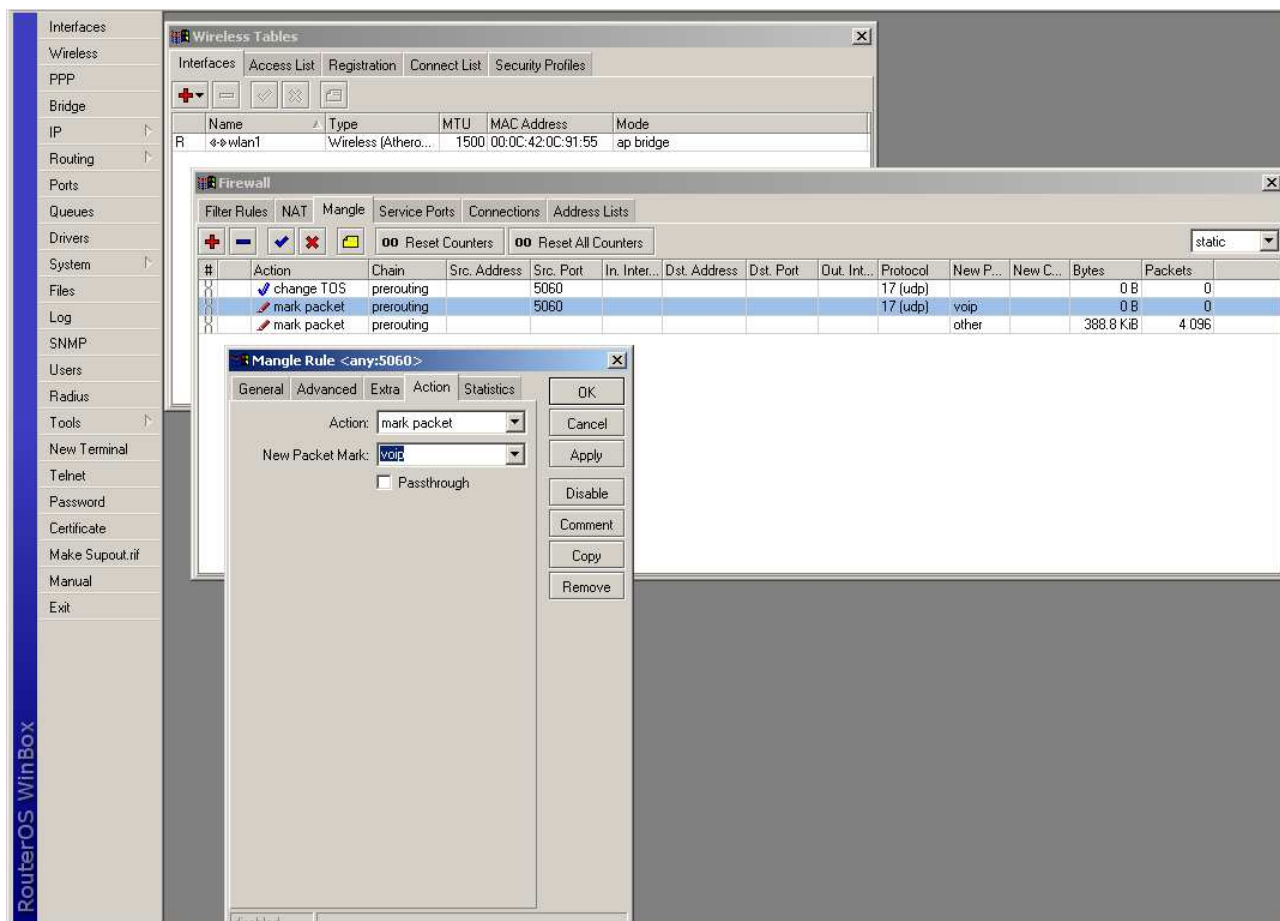 Interfaces
Wireless
PPP
Bridge
IP
Routing
Ports
Queues
Drivers
System
Files
Log
SNMP
Users
Radius
Tools
New Terminal
Telnet
Password
Certificate
Make Supout.rif
Manual
Exit
RouterOS WinBox
Wireless Tables
Interfaces Access List Registration Connect List Security Profiles
Name Type MTU MAC Address Mode
R wlan1 Wireless (Athero... 1500 00:0C:42:0C:91:55 ap bridge
Firewall
Filter Rules NAT Mangle Service Ports Connections Address Lists
00 Reset Counters 00 Reset All Counters static
# Action Chain Src. Address Src. Port In. Inter... Dst. Address Dst. Port Out. Int... Protocol New P... New C... Bytes Packets
change TOS prerouting 5060 17 (udp) 0 B 0
mark packet prerouting 5060 17 (udp) voip 0 B 0
mark packet prerouting other 388.8 KiB 4 096
Mangle Rule <any:5060>
General Advanced Extra Action Statistics
Action: mark packet
New Packet Mark: voip
Passthrough
OK
Cancel
Apply
Disable
Comment
Copy
Remove